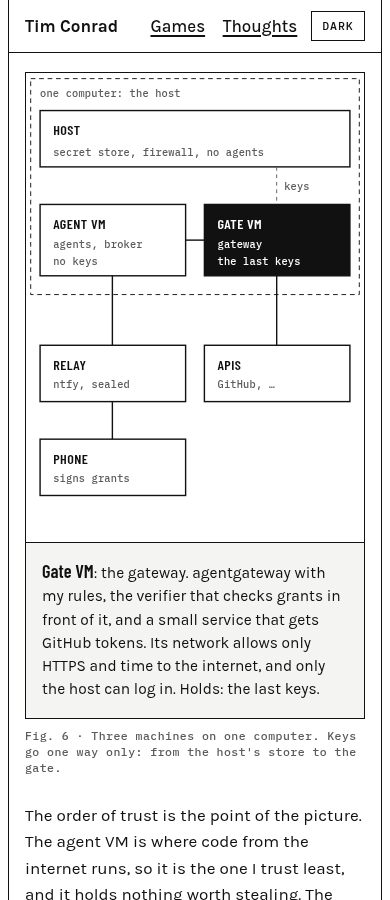 Tim Conrad Games Thoughts DARK
one computer: the host
HOST
secret store, firewall, no agents
keys
AGENT VM
agents, broker
no keys
GATE VM
gateway
the last keys
RELAY
ntfy, sealed
APIS
GitHub, …
PHONE
signs grants
Gate VM: the gateway. agentgateway with
my rules, the verifier that checks grants in
front of it, and a small service that gets
GitHub tokens. Its network allows only
HTTPS and time to the internet, and only
the host can log in. Holds: the last keys.
Fig. 6 · Three machines on one computer. Keys
go one way only: from the host's store to the
gate.
The order of trust is the point of the picture.
The agent VM is where code from the
internet runs, so it is the one I trust least,
and it holds nothing worth stealing. The